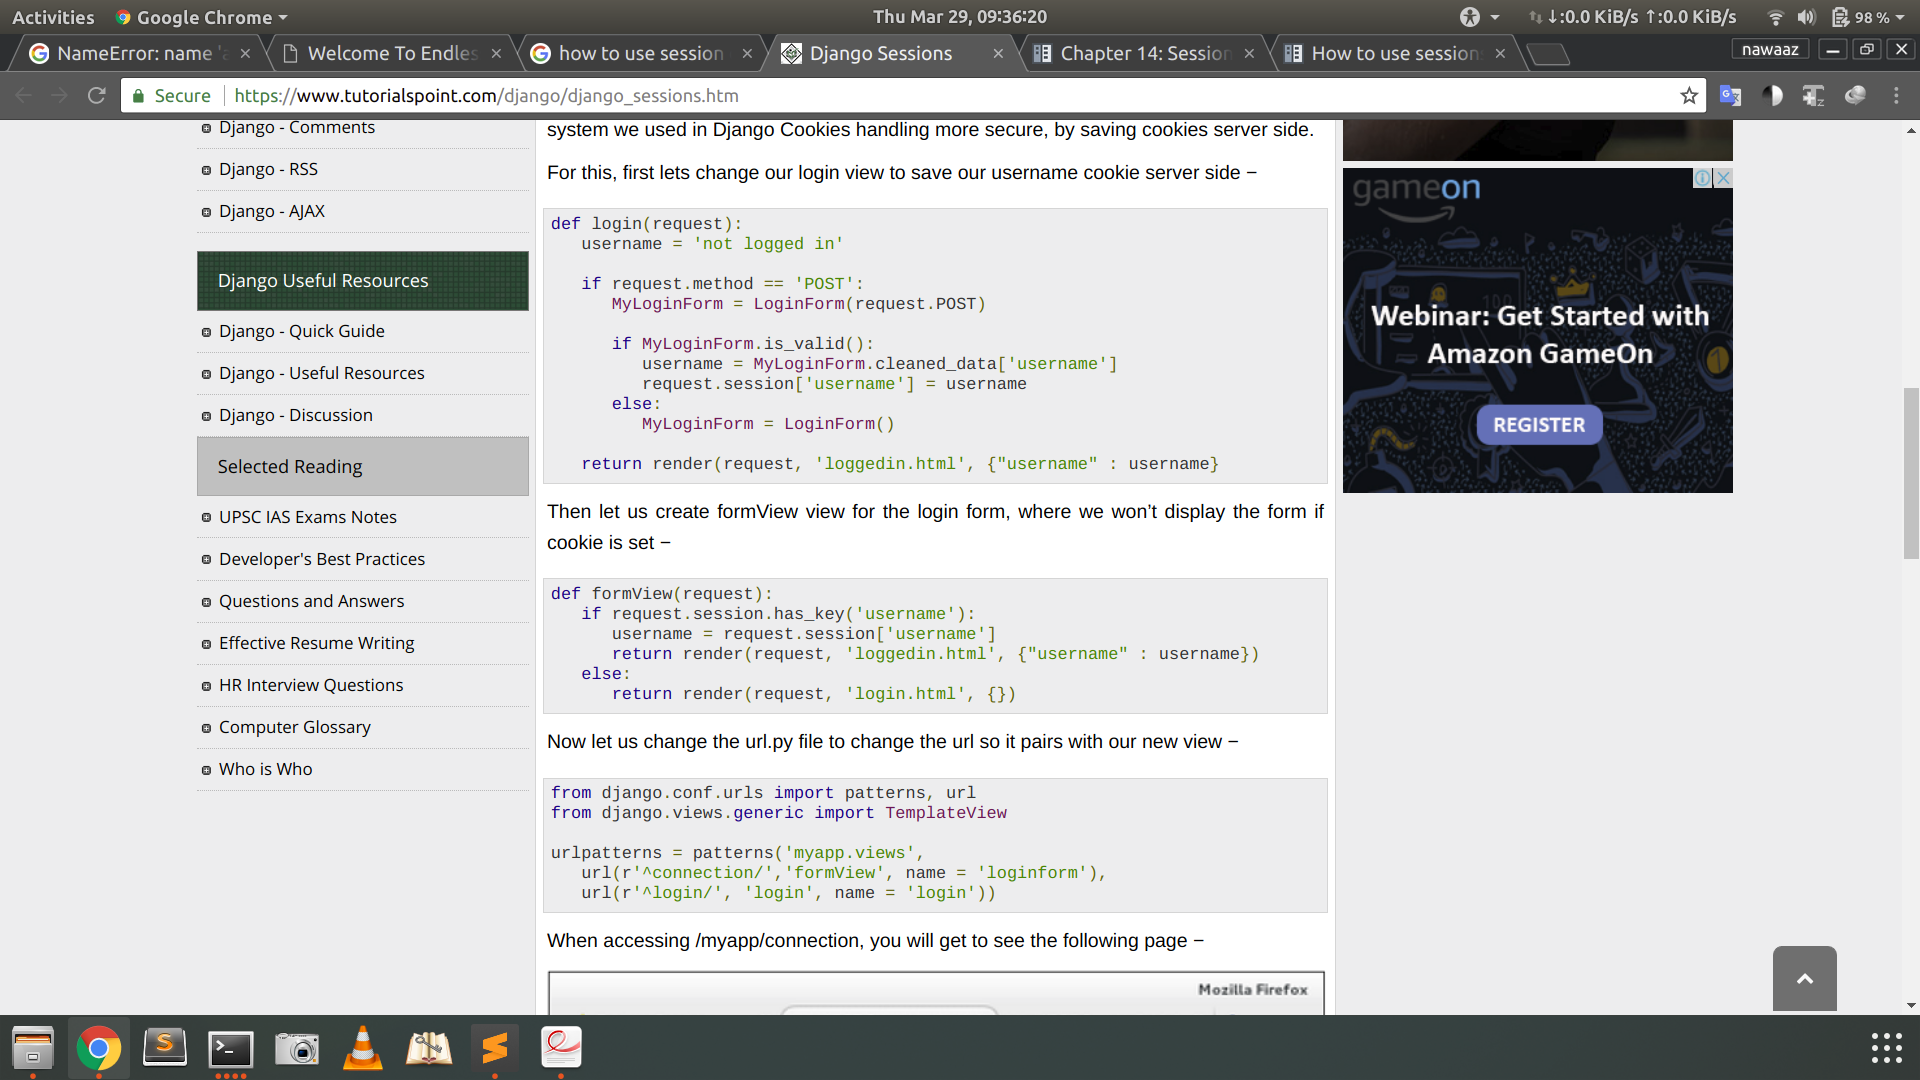 Activities
Google Chrome
Thu Mar 29, 09:36:20
↓:0.0 KiB/s ↑:0.0 KiB/s
98 %
NameError: name 'a
Welcome To Endles
how to use session
Django Sessions
Chapter 14: Session
How to use session
nawaaz
Secure
https://www.tutorialspoint.com/django/django_sessions.htm
Django - Comments
Django - RSS
Django - AJAX
Django Useful Resources
Django - Quick Guide
Django - Useful Resources
Django - Discussion
Selected Reading
UPSC IAS Exams Notes
Developer's Best Practices
Questions and Answers
Effective Resume Writing
HR Interview Questions
Computer Glossary
Who is Who
system we used in Django Cookies handling more secure, by saving cookies server side.
For this, first lets change our login view to save our username cookie server side −
def login(request):
   username = 'not logged in'
   if request.method == 'POST':
      MyLoginForm = LoginForm(request.POST)
      if MyLoginForm.is_valid():
         username = MyLoginForm.cleaned_data['username']
         request.session['username'] = username
      else:
         MyLoginForm = LoginForm()
   return render(request, 'loggedin.html', {"username" : username}
Then let us create formView view for the login form, where we won’t display the form if
cookie is set −
def formView(request):
   if request.session.has_key('username'):
      username = request.session['username']
      return render(request, 'loggedin.html', {"username" : username})
   else:
      return render(request, 'login.html', {})
Now let us change the url.py file to change the url so it pairs with our new view −
from django.conf.urls import patterns, url
from django.views.generic import TemplateView
urlpatterns = patterns('myapp.views',
   url(r'^connection/','formView', name = 'loginform'),
   url(r'^login/', 'login', name = 'login'))
When accessing /myapp/connection, you will get to see the following page −
Mozilla Firefox
gameon
Webinar: Get Started with
Amazon GameOn
REGISTER